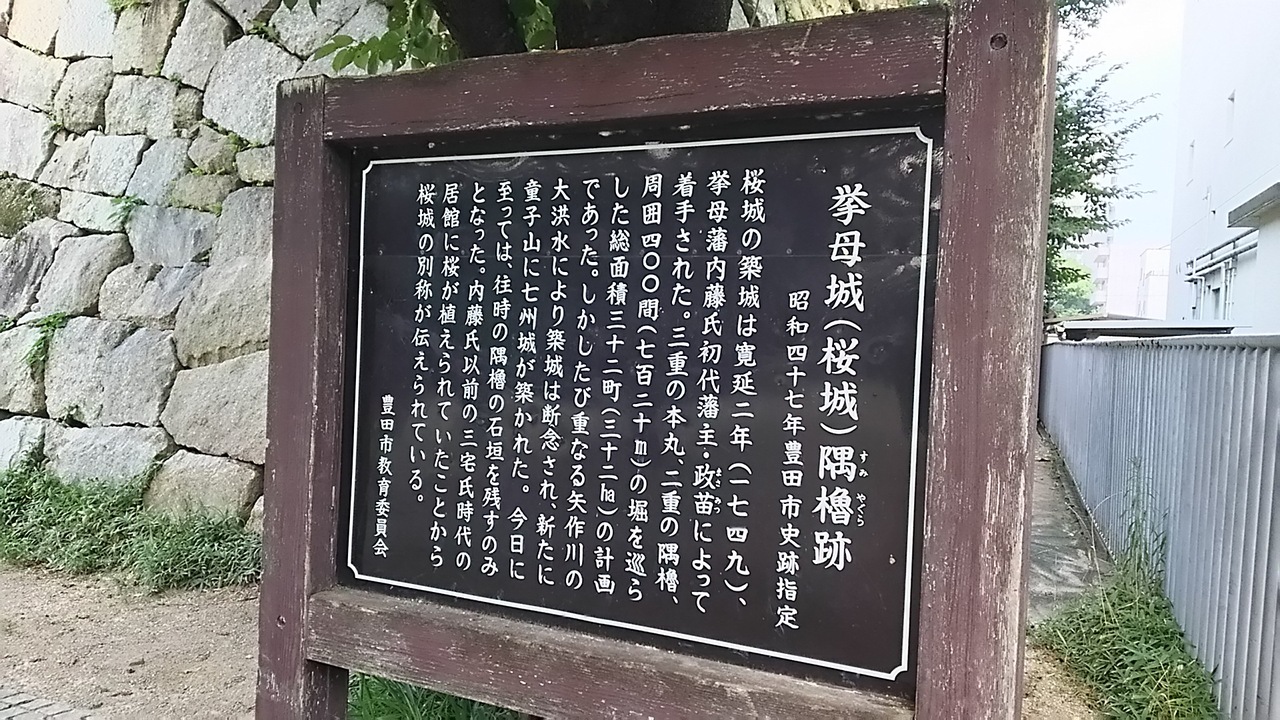 挙母城(桜城)隅櫓跡
すみ やぐら
昭和四十七年豊田市史跡指定
桜城の築城は寛延二年(一七四九)、
挙母藩内藤氏初代藩主・政苗によって
まさみつ
着手された。三重の本丸、二重の隅櫓、
周囲四〇〇間(七百二十m)の堀を巡ら
した総面積三十二町(三十二ha)の計画
であった。しかしたび重なる矢作川の
大洪水により築城は断念され、新たに
童子山に七州城が築かれた。今日に
至っては、往時の隅櫓の石垣を残すのみ
となった。内藤氏以前の三宅氏時代の
居館に桜が植えられていたことから
桜城の別称が伝えられている。
豊田市教育委員会